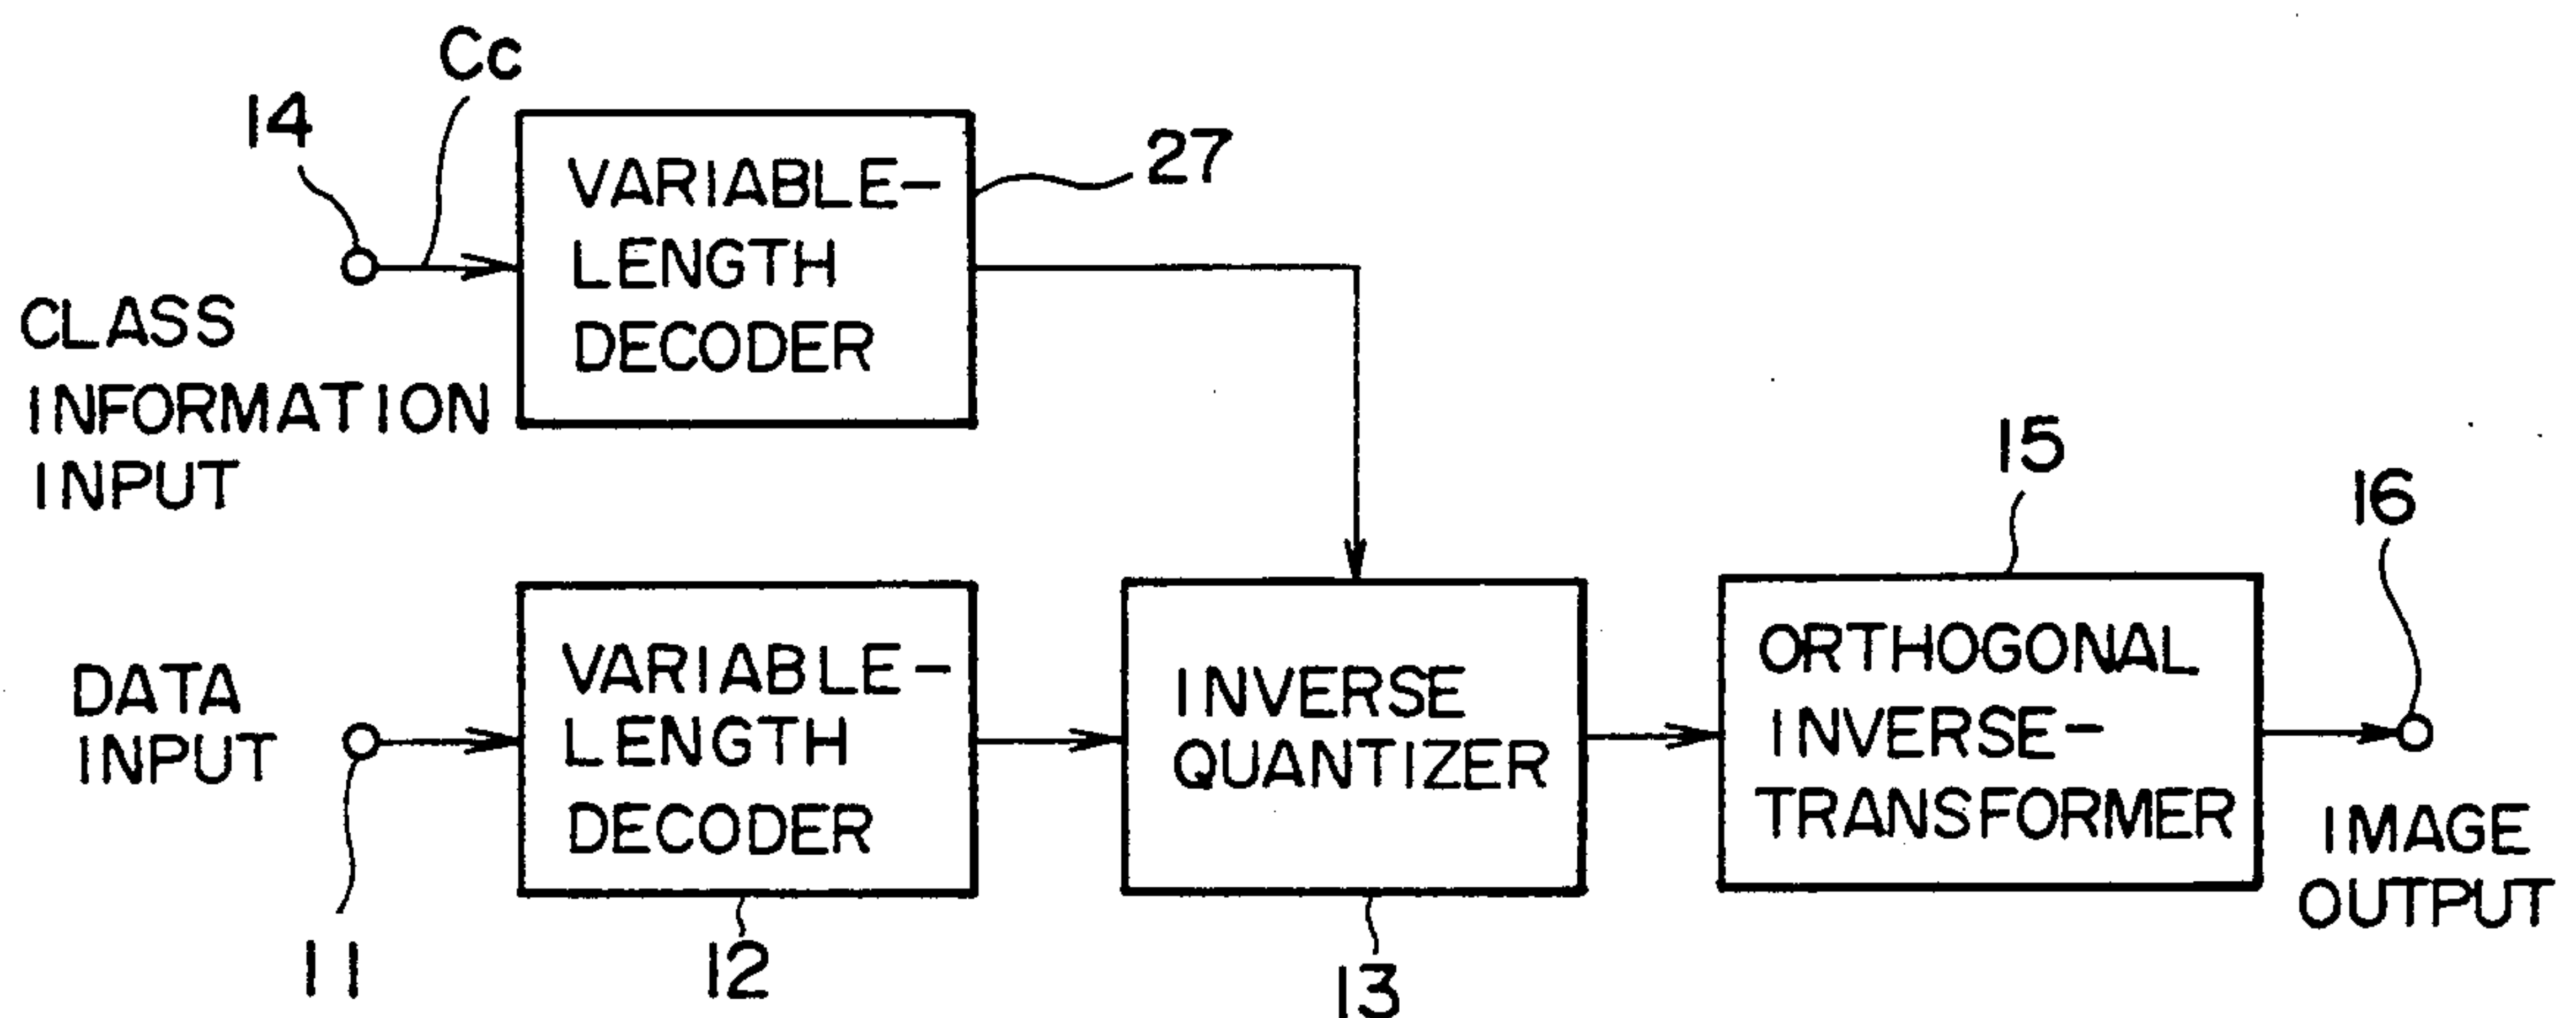 Cc
14
VARIABLE-
LENGTH
DECODER
27
CLASS
INFORMATION
INPUT
15
16
DATA
INPUT
11
VARIABLE-
LENGTH
DECODER
12
INVERSE
QUANTIZER
13
ORTHOGONAL
INVERSE-
TRANSFORMER
IMAGE
OUTPUT